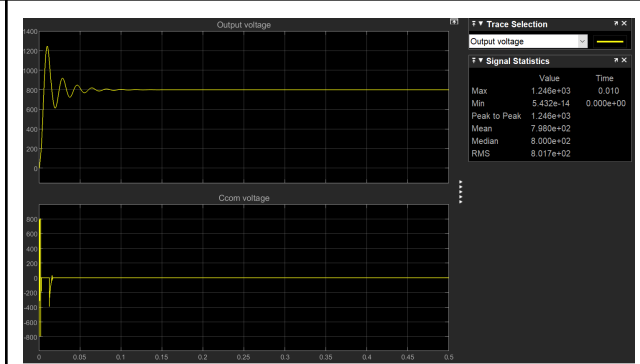 Output voltage
1400
1200
1000
800
600
400
200
0
Ccom voltage
800
600
400
200
0
-200
-400
-600
-800
0 0.05 0.1 0.15 0.2 0.25 0.3 0.35 0.4 0.45 0.5
Trace Selection
Output voltage
Signal Statistics
Value Time
Max 1.246e+03 0.010
Min 5.432e-14 0.000e+00
Peak to Peak 1.246e+03
Mean 7.980e+02
Median 8.000e+02
RMS 8.017e+02